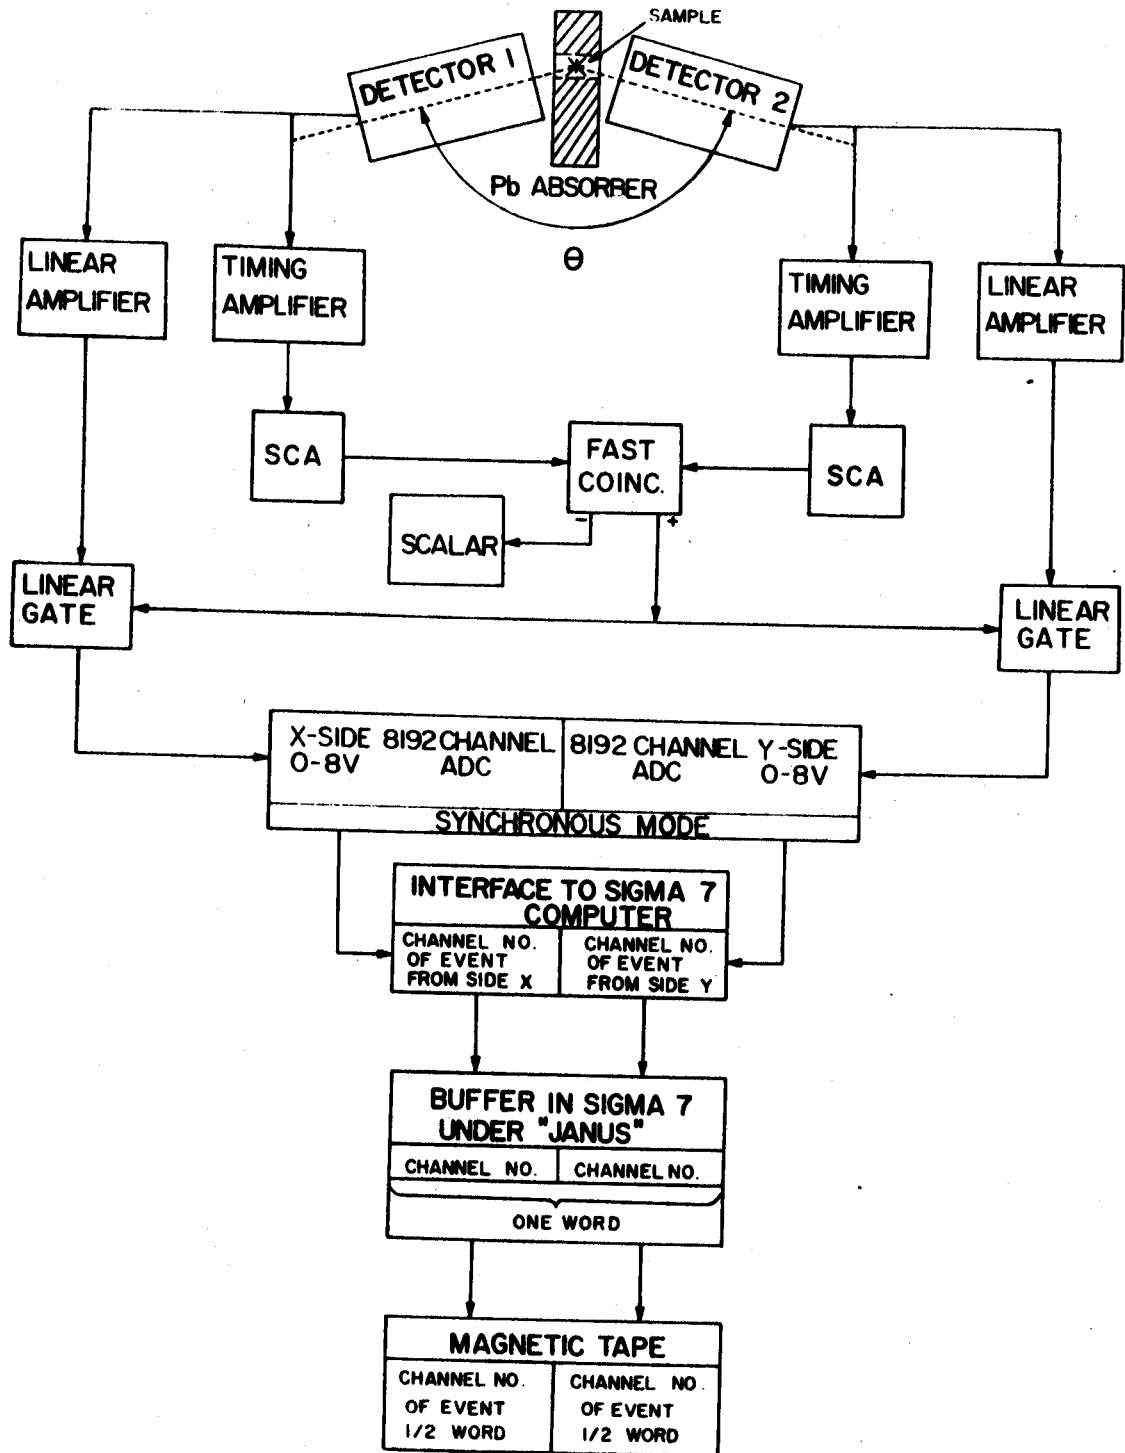 SAMPLE
DETECTOR 1
DETECTOR 2
Pb ABSORBER
θ
LINEAR
AMPLIFIER
TIMING
AMPLIFIER
TIMING
AMPLIFIER
LINEAR
AMPLIFIER
SCA
FAST
COINC.
SCA
- +
SCALAR
LINEAR
GATE
LINEAR
GATE
X-SIDE 8192 CHANNEL
0-8V ADC
8192 CHANNEL Y-SIDE
ADC 0-8V
SYNCHRONOUS MODE
INTERFACE TO SIGMA 7
COMPUTER
CHANNEL NO.
OF EVENT
FROM SIDE X
CHANNEL NO.
OF EVENT
FROM SIDE Y
BUFFER IN SIGMA 7
UNDER "JANUS"
CHANNEL NO.
CHANNEL NO.
ONE WORD
MAGNETIC TAPE
CHANNEL NO.
OF EVENT
1/2 WORD
CHANNEL NO.
OF EVENT
1/2 WORD